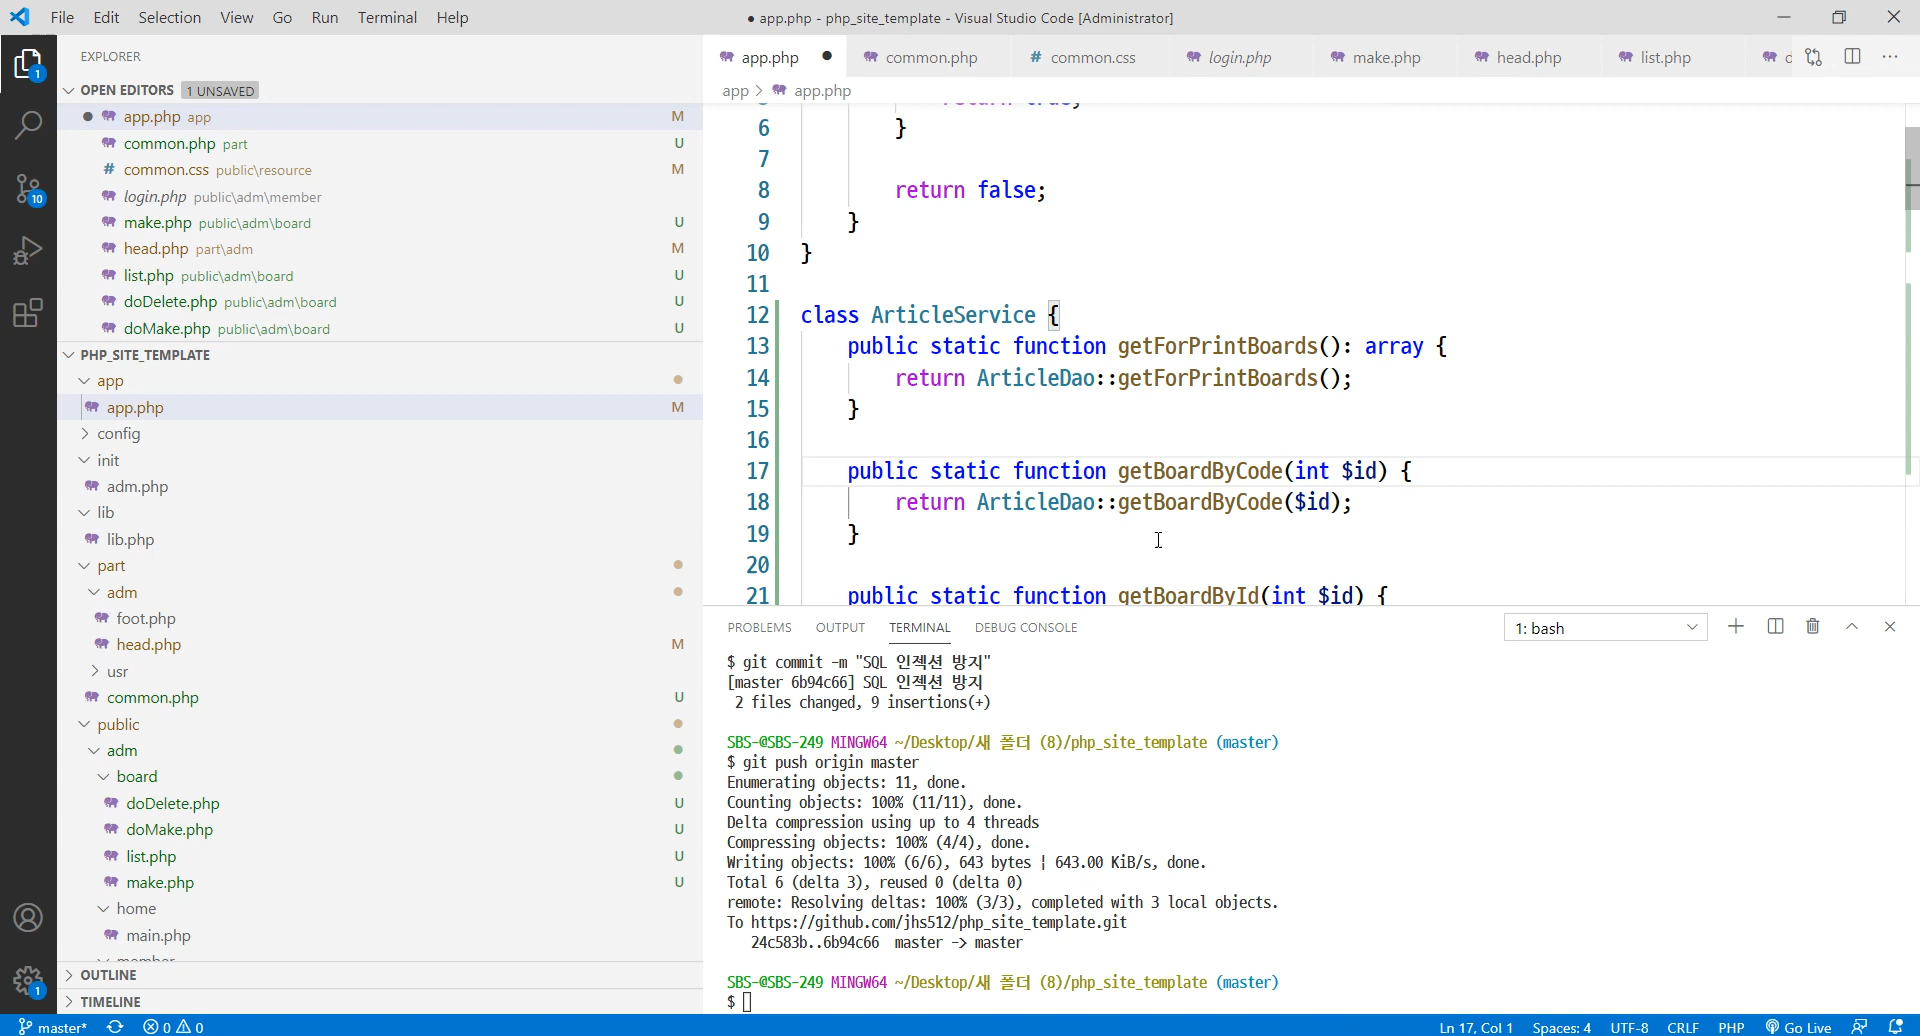 File Edit Selection View Go Run Terminal Help
● app.php - php_site_template - Visual Studio Code [Administrator]
EXPLORER
OPEN EDITORS 1 UNSAVED
app.php app M
common.php part U
# common.css public\resource M
login.php public\adm\member
make.php public\adm\board U
head.php part\adm M
list.php public\adm\board U
doDelete.php public\adm\board U
doMake.php public\adm\board U
PHP_SITE_TEMPLATE
app
app.php M
config
init
adm.php
lib
lib.php
part
adm
foot.php
head.php M
usr
common.php U
public
adm
board
doDelete.php U
doMake.php U
list.php U
make.php U
home
main.php
OUTLINE
TIMELINE
1
10
1
app.php common.php # common.css login.php make.php head.php list.php d
app > app.php
6 }
7
8 return false;
9 }
10 }
11
12 class ArticleService {
13 public static function getForPrintBoards(): array {
14 return ArticleDao::getForPrintBoards();
15 }
16
17 public static function getBoardByCode(int $id) {
18 return ArticleDao::getBoardByCode($id);
19 }
20
21 public static function getBoardById(int $id) {
PROBLEMS OUTPUT TERMINAL DEBUG CONSOLE 1: bash
$ git commit -m "SQL 인젝션 방지"
[master 6b94c66] SQL 인젝션 방지
2 files changed, 9 insertions(+)
SBS-@SBS-249 MINGW64 ~/Desktop/새 폴더 (8)/php_site_template (master)
$ git push origin master
Enumerating objects: 11, done.
Counting objects: 100% (11/11), done.
Delta compression using up to 4 threads
Compressing objects: 100% (4/4), done.
Writing objects: 100% (6/6), 643 bytes ¦ 643.00 KiB/s, done.
Total 6 (delta 3), reused 0 (delta 0)
remote: Resolving deltas: 100% (3/3), completed with 3 local objects.
To https://github.com/jhs512/php_site_template.git
24c583b..6b94c66 master -> master
SBS-@SBS-249 MINGW64 ~/Desktop/새 폴더 (8)/php_site_template (master)
$
master* 0 0 Ln 17, Col 1 Spaces: 4 UTF-8 CRLF PHP Go Live